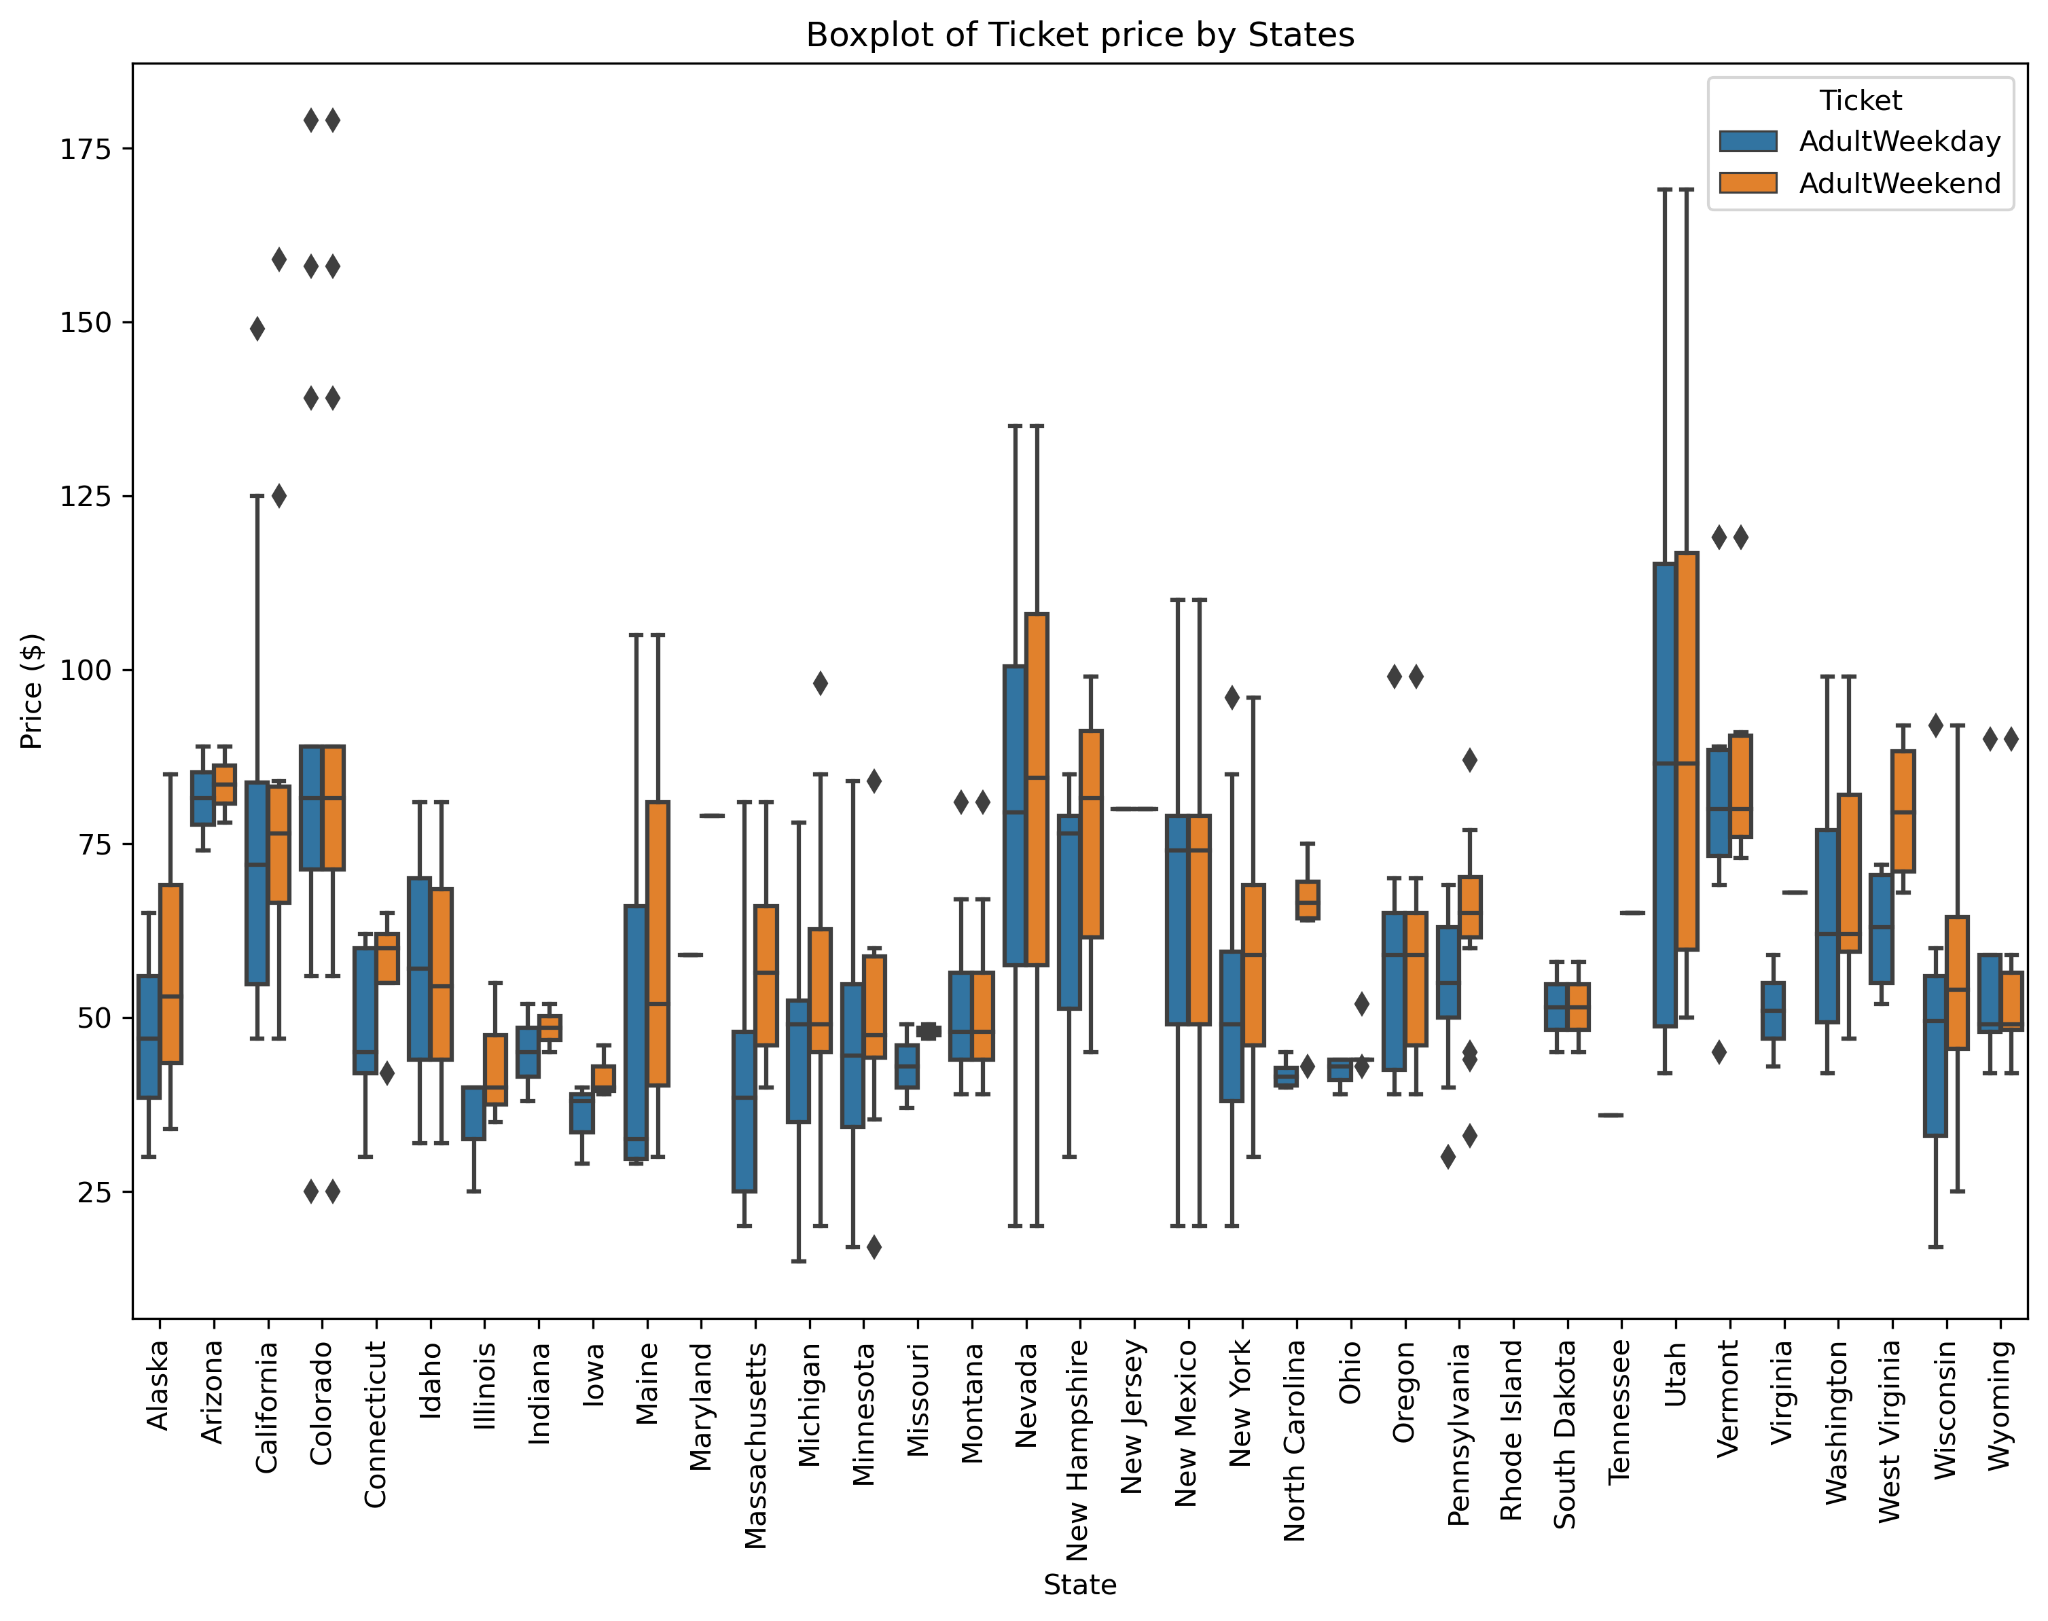 Boxplot of Ticket price by States
Ticket
AdultWeekday
AdultWeekend
Price ($)
175
150
125
100
75
50
25
Alaska
Arizona
California
Colorado
Connecticut
Idaho
Illinois
Indiana
Iowa
Maine
Maryland
Massachusetts
Michigan
Minnesota
Missouri
Montana
Nevada
New Hampshire
New Jersey
New Mexico
New York
North Carolina
Ohio
Oregon
Pennsylvania
Rhode Island
South Dakota
Tennessee
Utah
Vermont
Virginia
Washington
West Virginia
Wisconsin
Wyoming
State